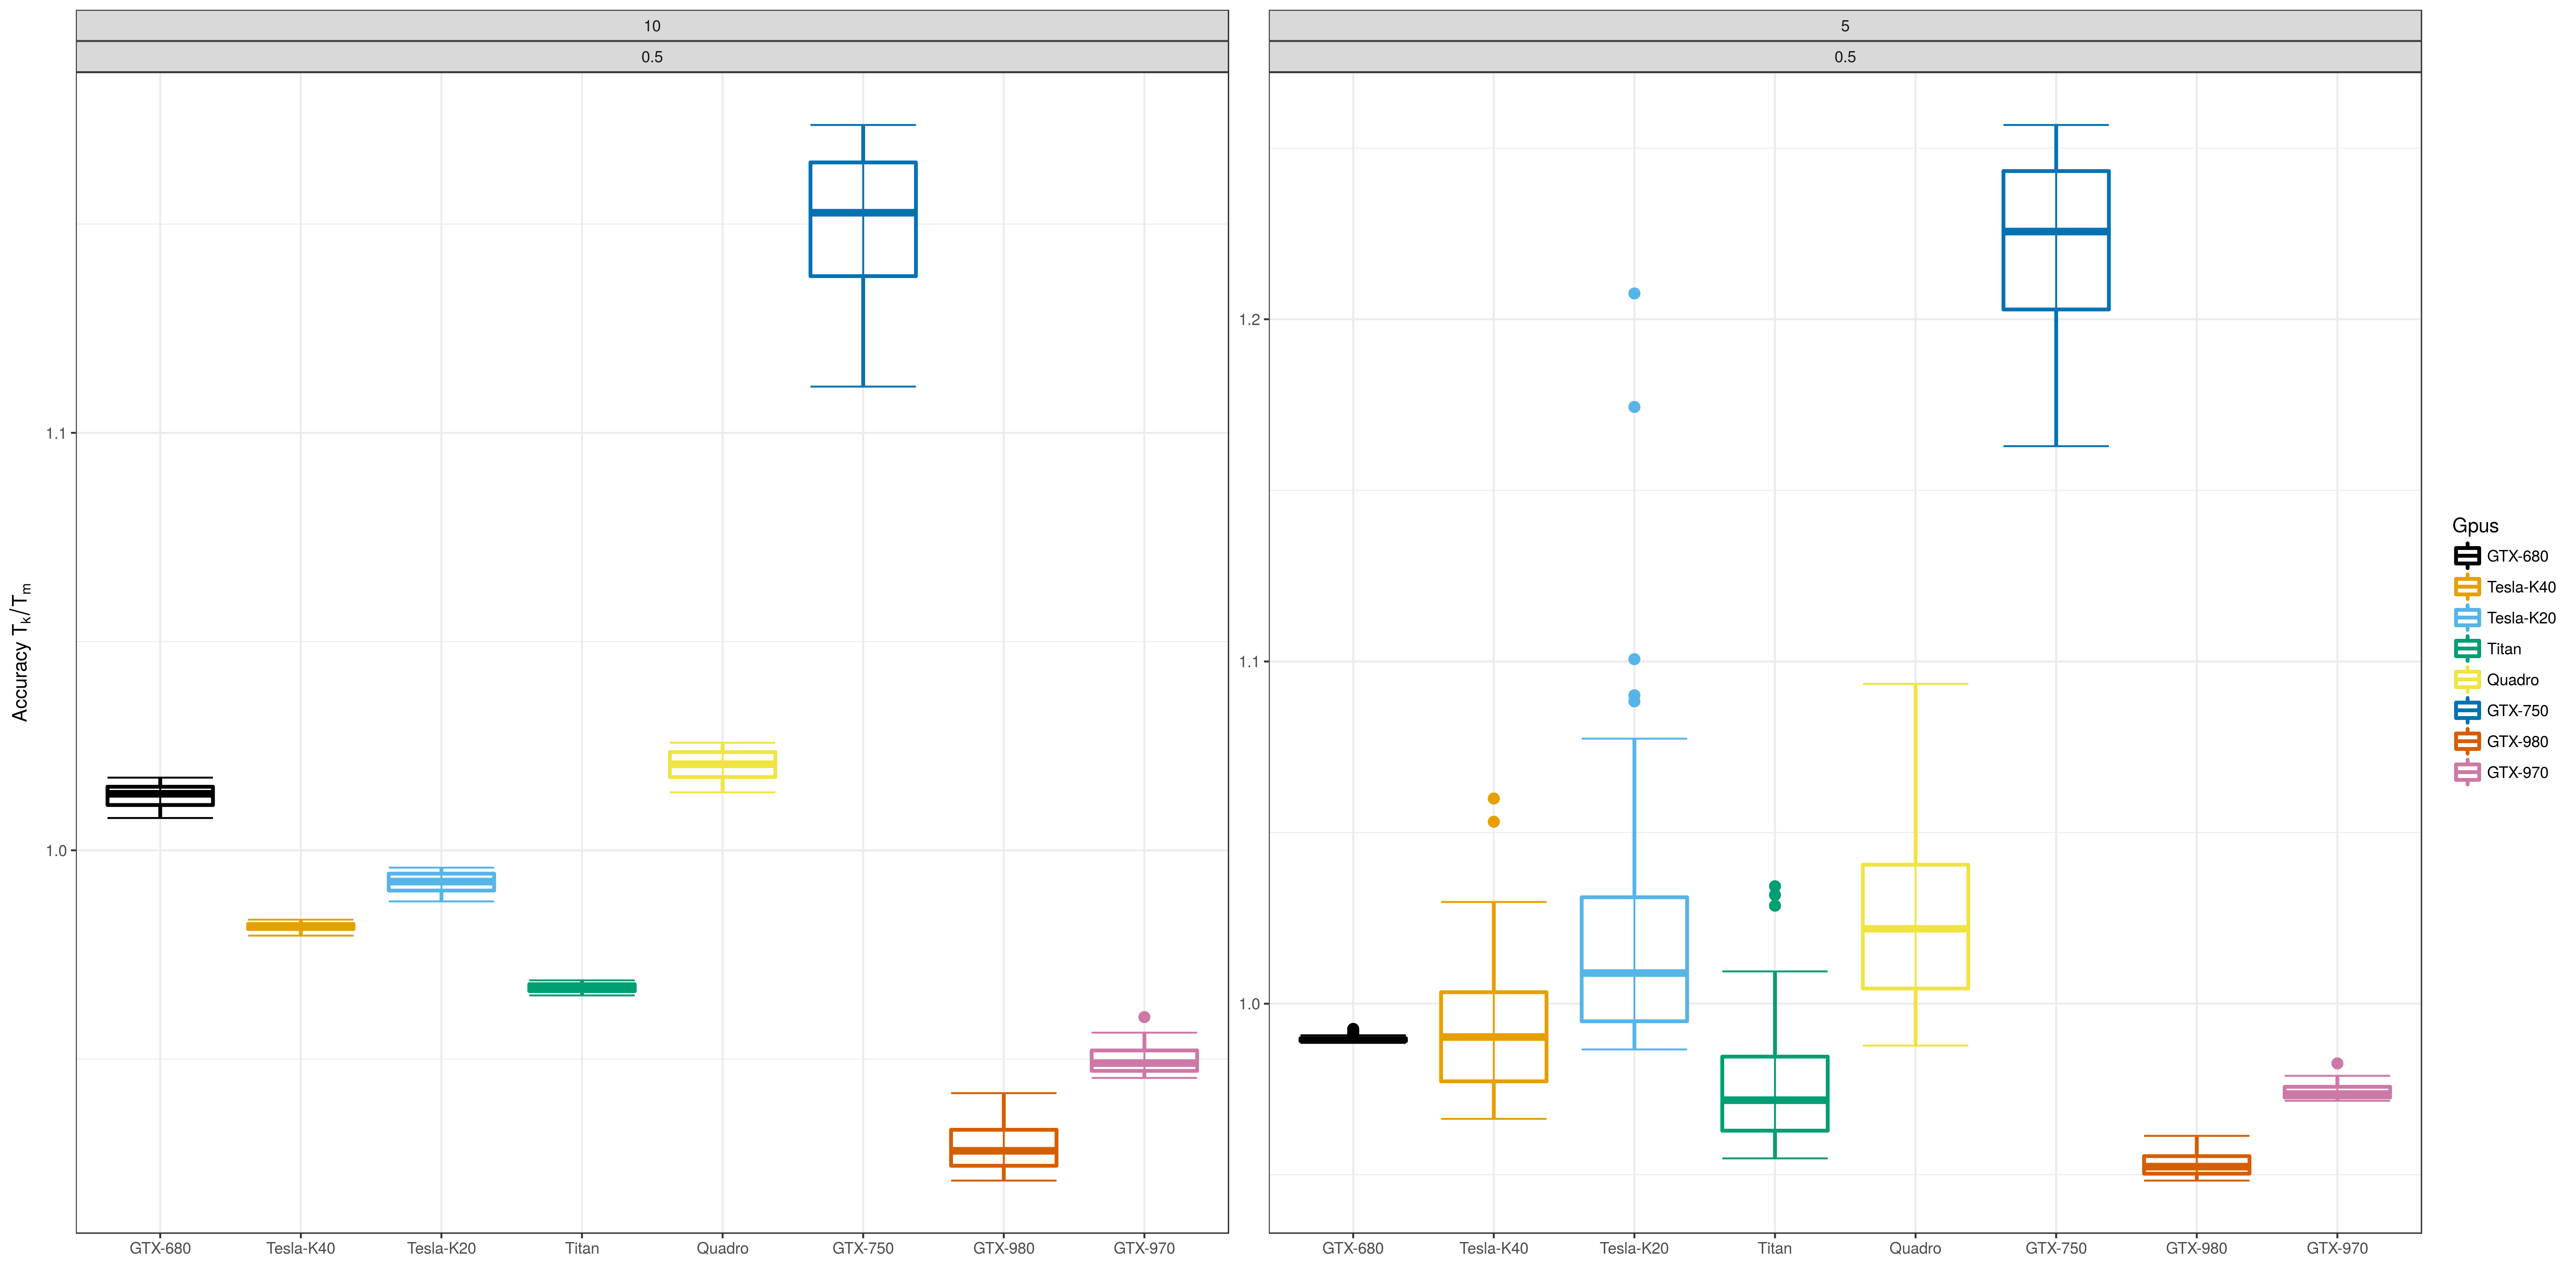 10
0.5
5
0.5
Accuracy Tk/Tm
1.1
1.0
GTX-680 Tesla-K40 Tesla-K20 Titan Quadro GTX-750 GTX-980 GTX-970
1.2
1.1
1.0
GTX-680 Tesla-K40 Tesla-K20 Titan Quadro GTX-750 GTX-980 GTX-970
Gpus
GTX-680
Tesla-K40
Tesla-K20
Titan
Quadro
GTX-750
GTX-980
GTX-970